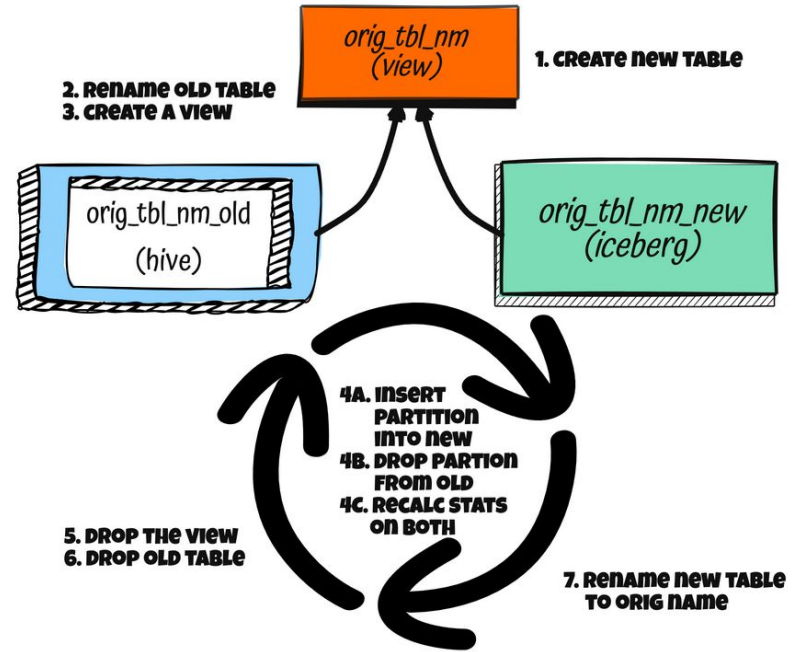 orig_tbl_nm
(view)
1. Create new table
2. Rename old table
3. Create a view
orig_tbl_nm_old
(hive)
orig_tbl_nm_new
(iceberg)
4a. Insert
partition
into new
4b. Drop partion
from old
4c. Recalc stats
on both
5. Drop the view
6. Drop old table
7. Rename new table
to orig name